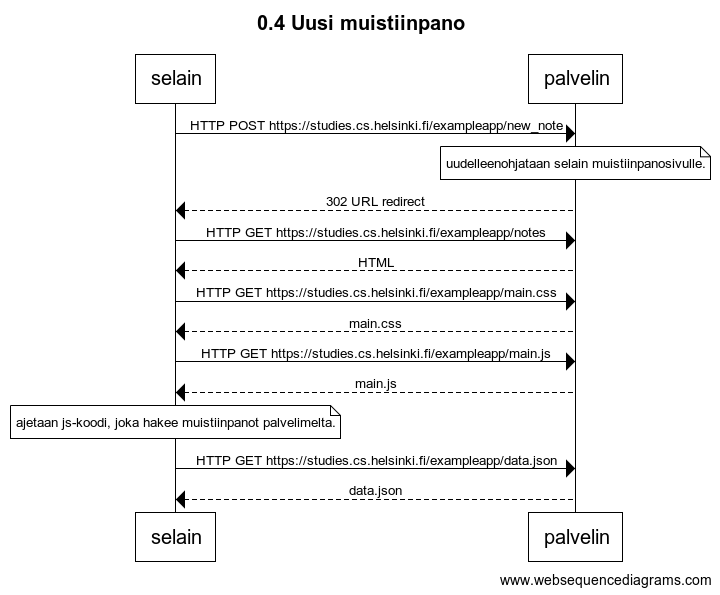 0.4 Uusi muistiinpano
selain
palvelin
HTTP POST https://studies.cs.helsinki.fi/exampleapp/new_note
uudelleenohjataan selain muistiinpanosivulle.
302 URL redirect
HTTP GET https://studies.cs.helsinki.fi/exampleapp/notes
HTML
HTTP GET https://studies.cs.helsinki.fi/exampleapp/main.css
main.css
HTTP GET https://studies.cs.helsinki.fi/exampleapp/main.js
main.js
ajetaan js-koodi, joka hakee muistiinpanot palvelimelta.
HTTP GET https://studies.cs.helsinki.fi/exampleapp/data.json
data.json
selain
palvelin
www.websequencediagrams.com